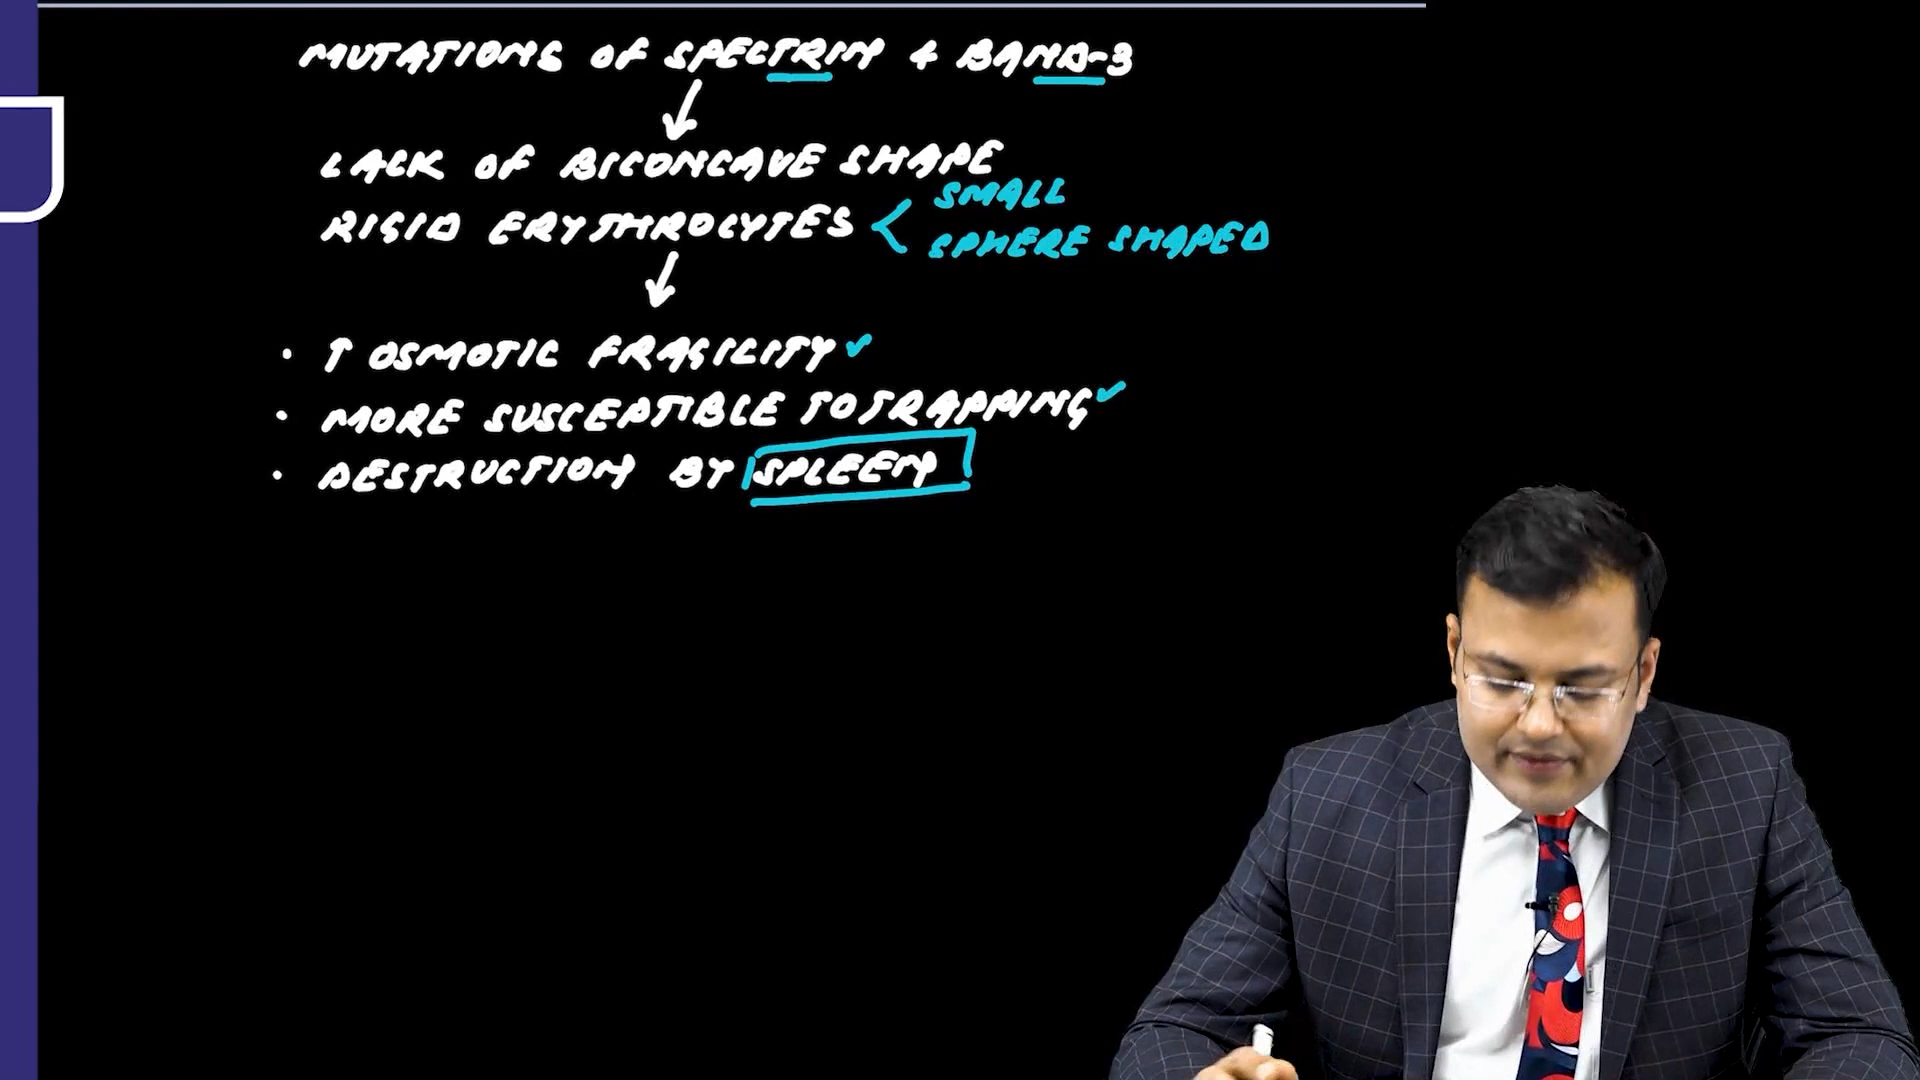 MUTATIONS OF SPECTRIN & BAND-3
↓
LACK OF BICONCAVE SHAPE
RIGID ERYTHROCYTES < SMALL
SPHERE SHAPED
↓
• ↑ OSMOTIC FRAGILITY ✓
• MORE SUSCEPTIBLE TO TRAPPING ✓
• DESTRUCTION BY SPLEEN